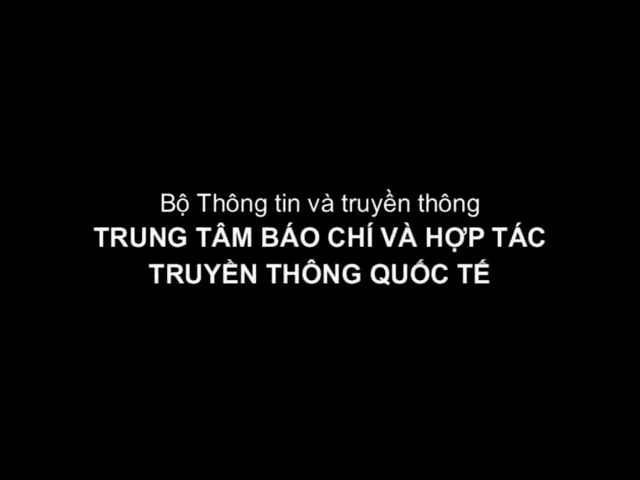 Bộ Thông tin và truyền thông
TRUNG TÂM BÁO CHÍ VÀ HỢP TÁC
TRUYỀN THÔNG QUỐC TẾ